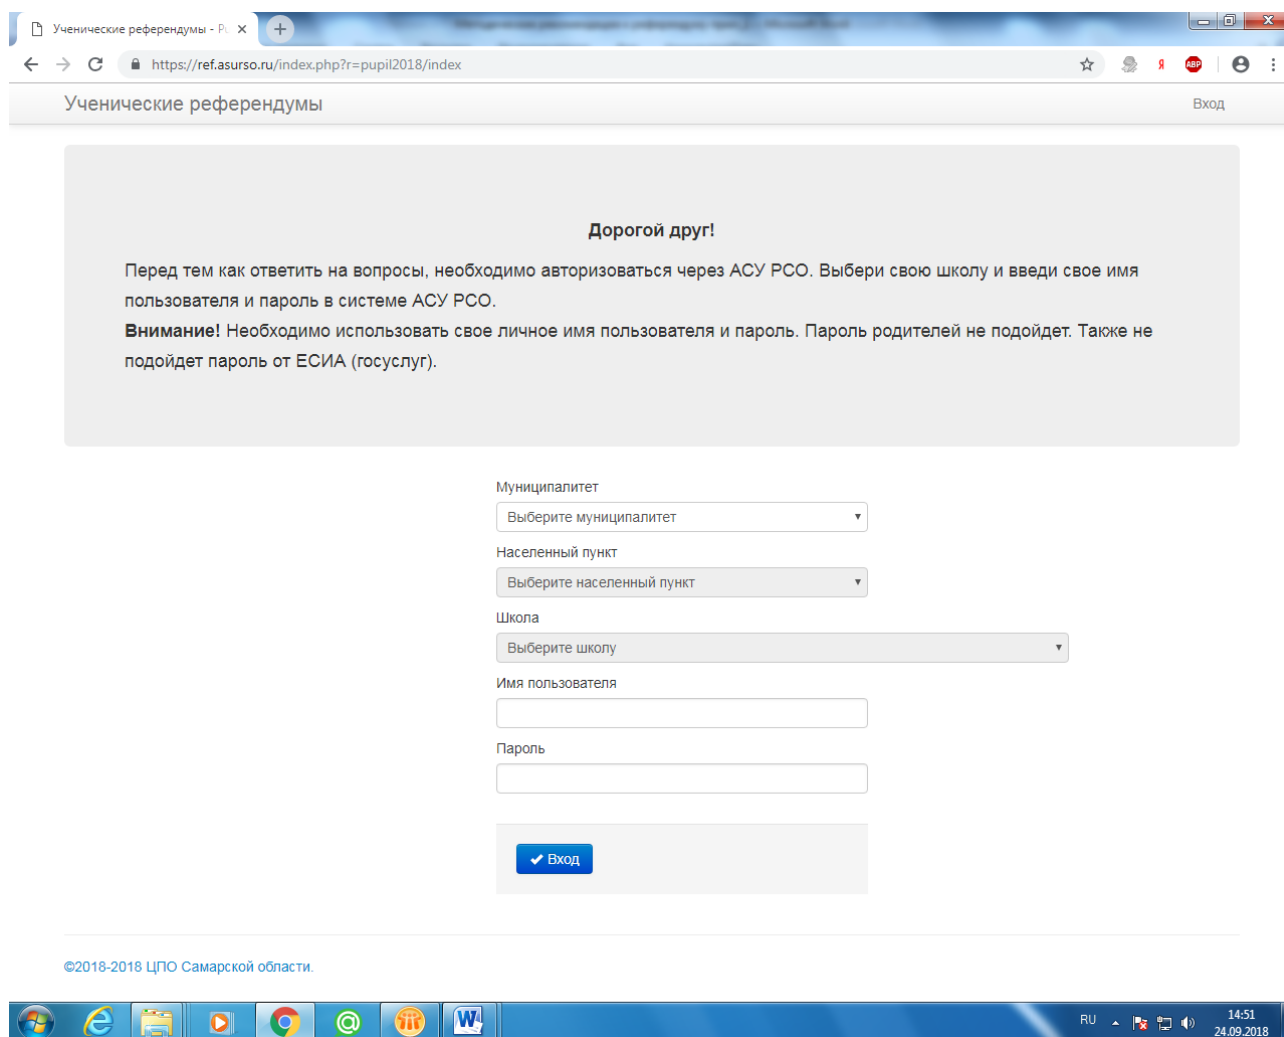 Ученические референдумы - Pu
https://ref.asurso.ru/index.php?r=pupil2018/index
Я ABP
Ученические референдумы
Вход
Дорогой друг!
Перед тем как ответить на вопросы, необходимо авторизоваться через АСУ РСО. Выбери свою школу и введи свое имя
пользователя и пароль в системе АСУ РСО.
Внимание! Необходимо использовать свое личное имя пользователя и пароль. Пароль родителей не подойдет. Также не
подойдет пароль от ЕСИА (госуслуг).
Муниципалитет
Выберите муниципалитет
Населенный пункт
Выберите населенный пункт
Школа
Выберите школу
Имя пользователя
Пароль
Вход
©2018-2018 ЦПО Самарской области.
RU
14:51
24.09.2018